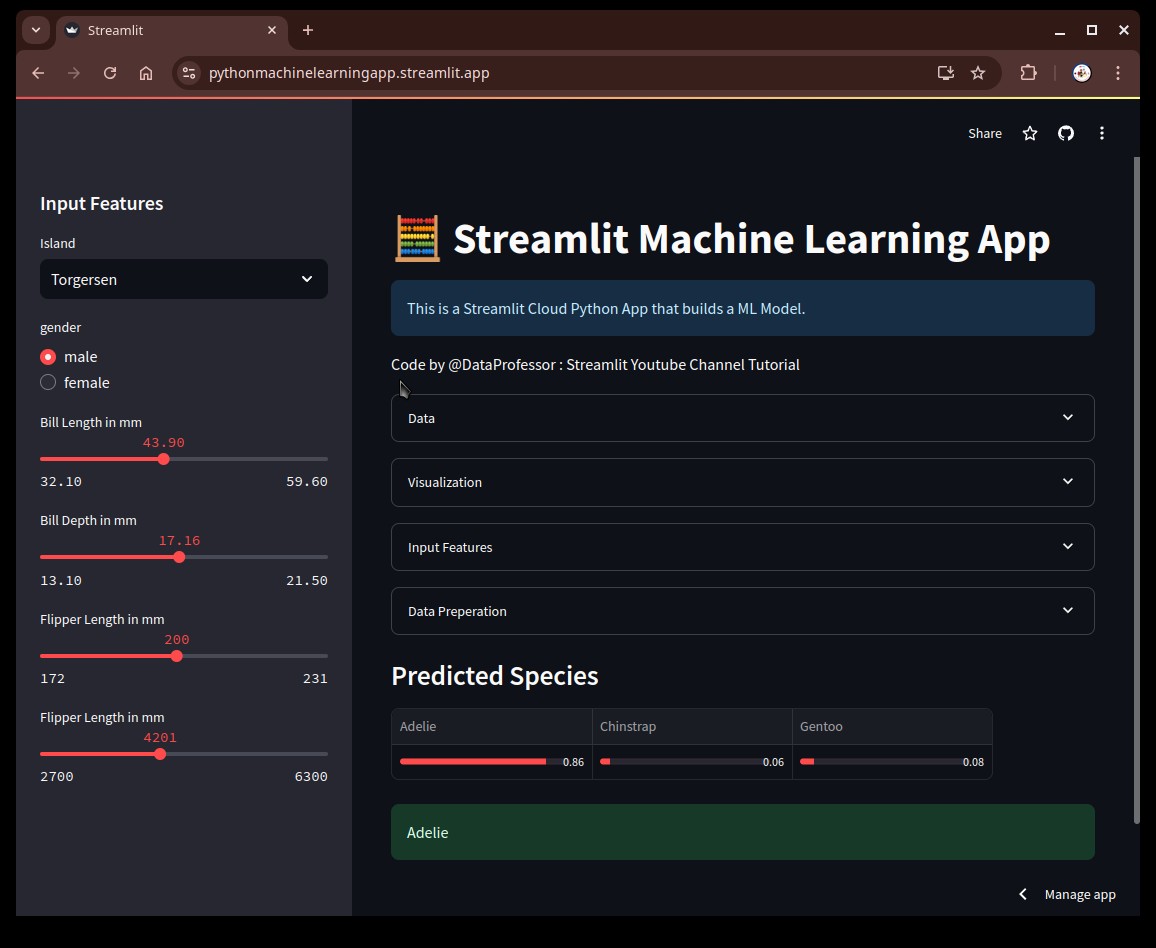 Streamlit
pythonmachinelearningapp.streamlit.app
Share
Input Features
Island
Torgersen
gender
male
female
Bill Length in mm
43.90
32.10 59.60
Bill Depth in mm
17.16
13.10 21.50
Flipper Length in mm
200
172 231
Flipper Length in mm
4201
2700 6300
Streamlit Machine Learning App
This is a Streamlit Cloud Python App that builds a ML Model.
Code by @DataProfessor : Streamlit Youtube Channel Tutorial
Data
Visualization
Input Features
Data Preperation
Predicted Species
Adelie Chinstrap Gentoo
0.86 0.06 0.08
Adelie
Manage app